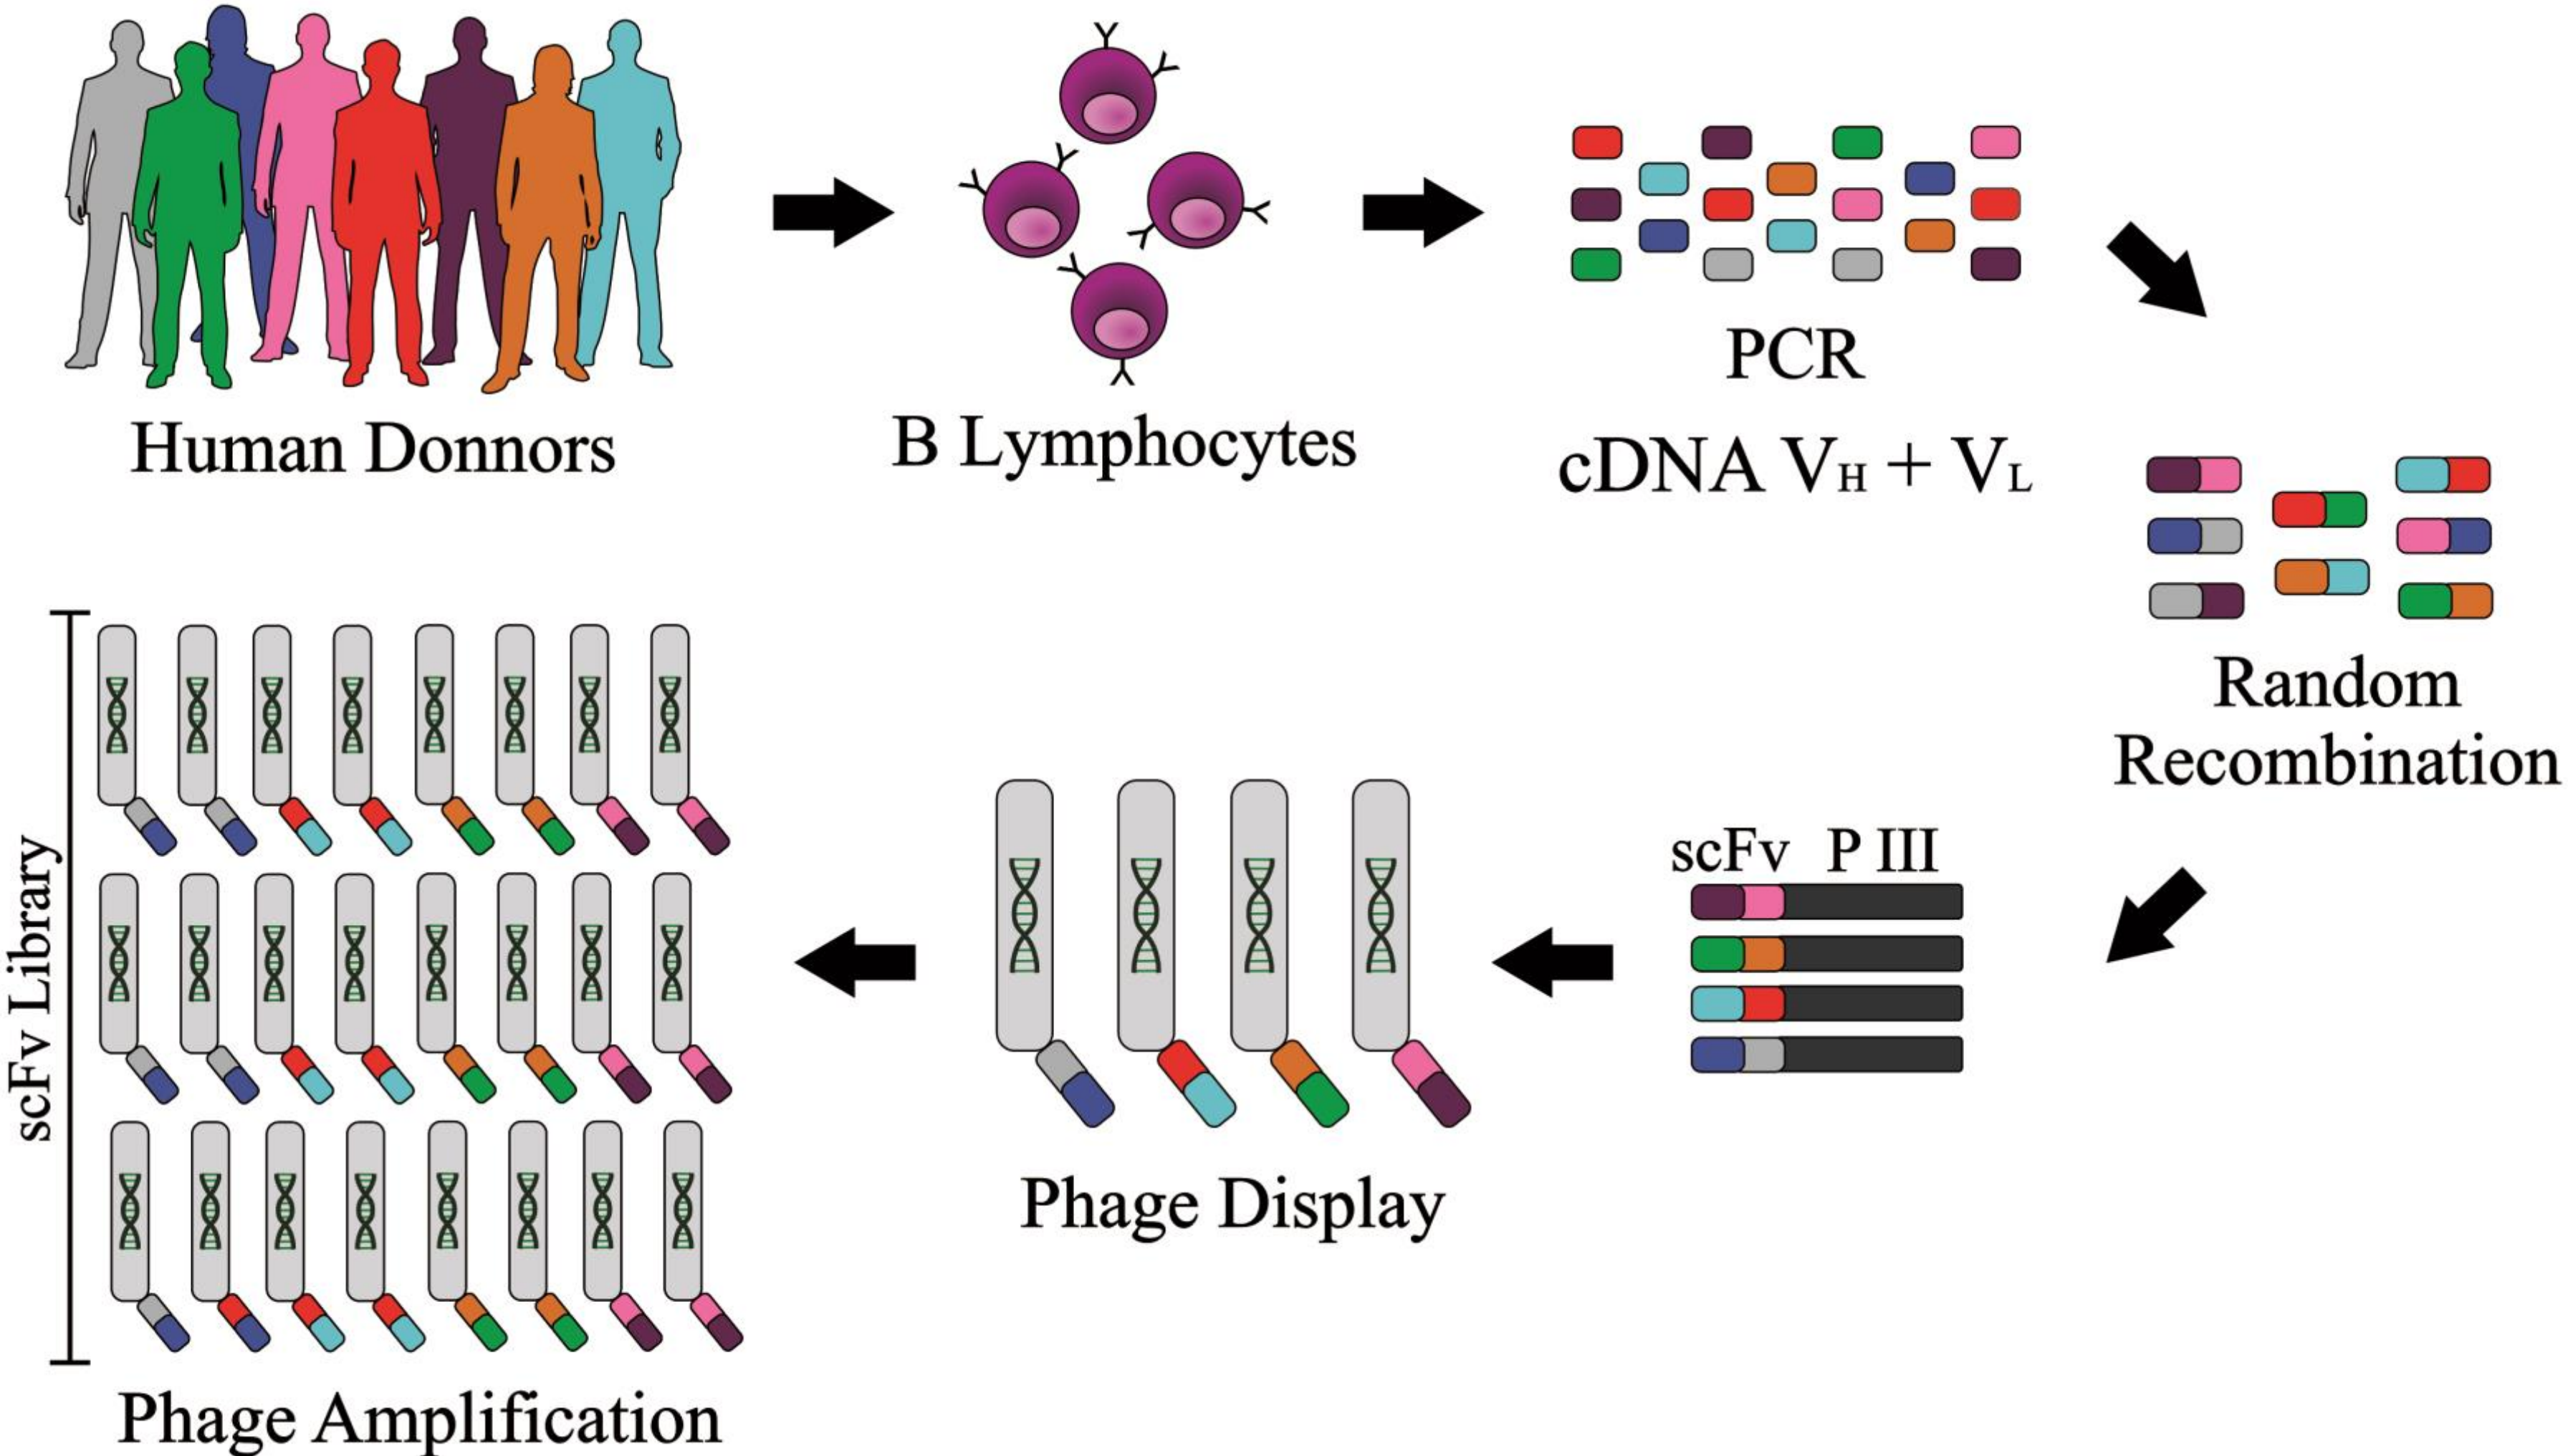 Human Donnors
B Lymphocytes
PCR
cDNA VH + VL
Random
Recombination
scFv P III
Phage Display
scFv Library
Phage Amplification